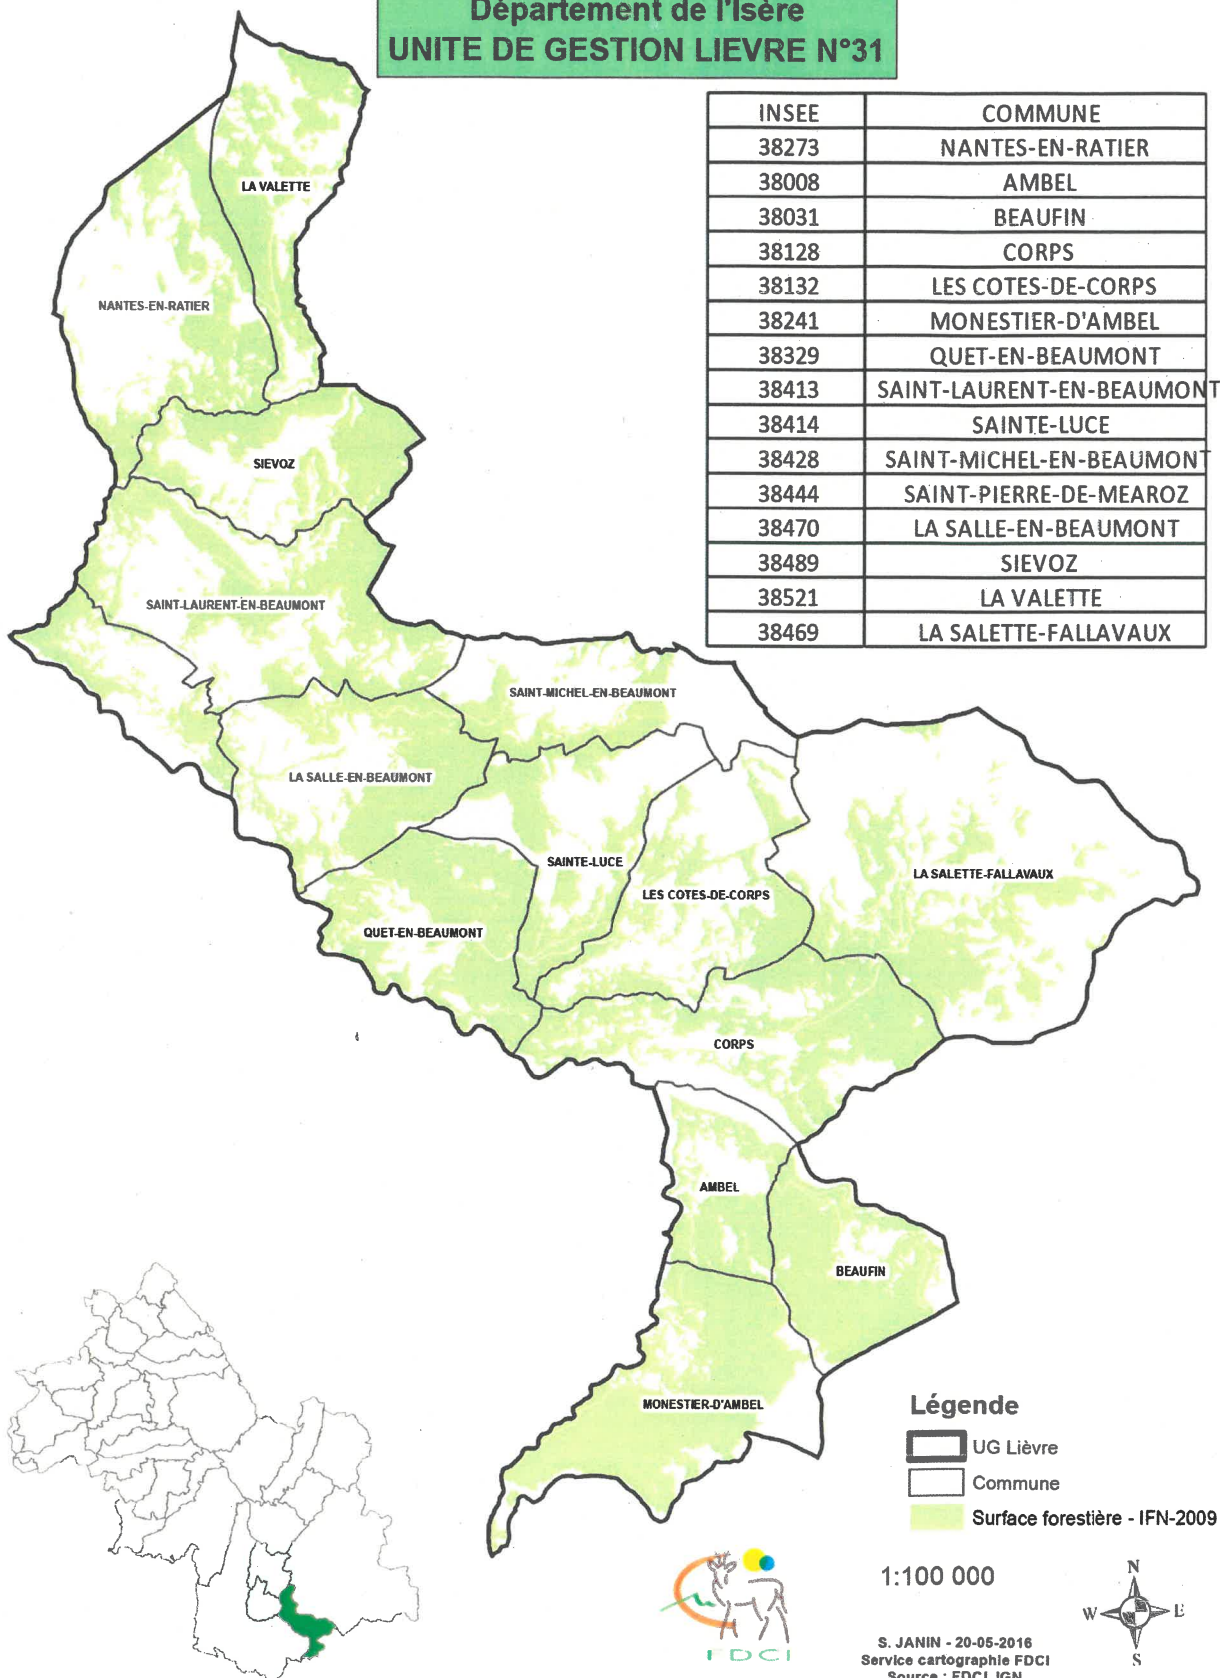 Département de l'Isère
UNITE DE GESTION LIEVRE N°31
INSEE COMMUNE
38273 NANTES-EN-RATIER
38008 AMBEL
38031 BEAUFIN
38128 CORPS
38132 LES COTES-DE-CORPS
38241 MONESTIER-D'AMBEL
38329 QUET-EN-BEAUMONT
38413 SAINT-LAURENT-EN-BEAUMONT
38414 SAINTE-LUCE
38428 SAINT-MICHEL-EN-BEAUMONT
38444 SAINT-PIERRE-DE-MEAROZ
38470 LA SALLE-EN-BEAUMONT
38489 SIEVOZ
38521 LA VALETTE
38469 LA SALETTE-FALLAVAUX
LA VALETTE
NANTES-EN-RATIER
SIEVOZ
SAINT-LAURENT-EN-BEAUMONT
SAINT-MICHEL-EN-BEAUMONT
LA SALLE-EN-BEAUMONT
SAINTE-LUCE
LES COTES-DE-CORPS
LA SALETTE-FALLAVAUX
QUET-EN-BEAUMONT
CORPS
AMBEL
BEAUFIN
MONESTIER-D'AMBEL
Légende
UG Lièvre
Commune
Surface forestière - IFN-2009
1:100 000
N
W E
S
FDCI
S. JANIN - 20-05-2016
Service cartographie FDCI
Source : FDCI, IGN